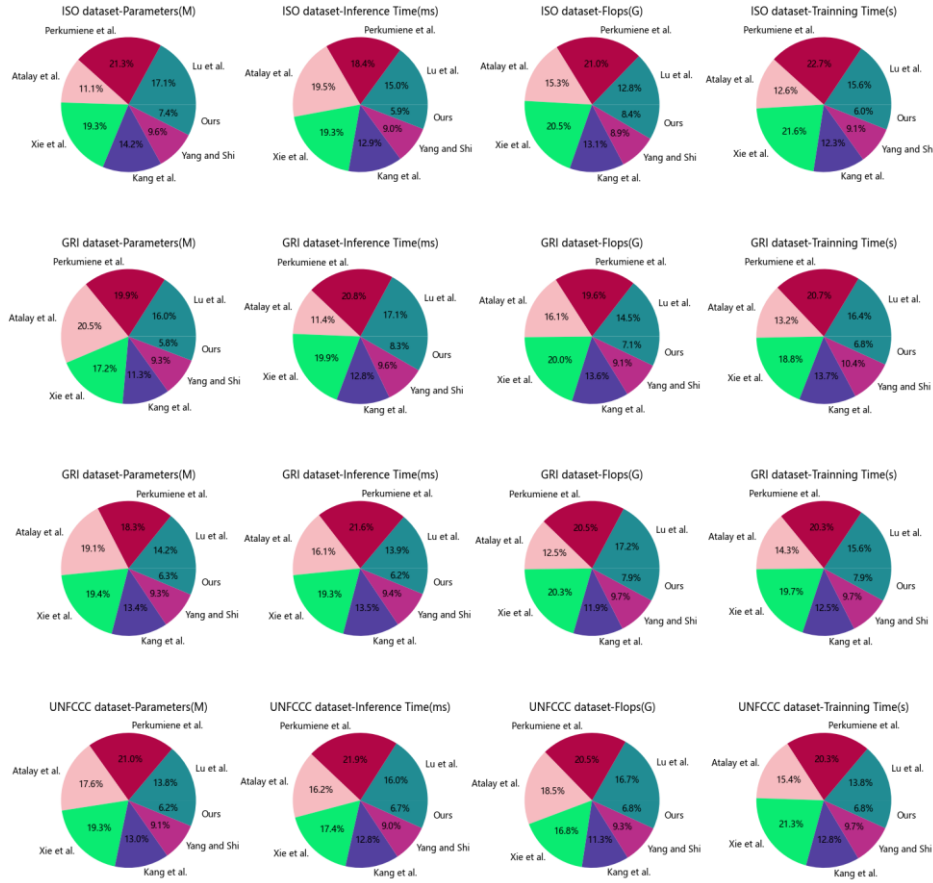 ISO dataset-Parameters(M)
Perkumiene et al.
21.3%
Lu et al.
17.1%
Atalay et al.
11.1%
7.4%
Ours
19.3%
9.6%
Xie et al.
14.2%
Yang and Shi
Kang et al.
ISO dataset-Inference Time(ms)
Perkumiene et al.
18.4%
Lu et al.
Atalay et al.
19.5%
15.0%
5.9%
Ours
19.3%
9.0%
Xie et al.
12.9%
Yang and Shi
Kang et al.
ISO dataset-Flops(G)
Perkumiene et al.
21.0%
Lu et al.
Atalay et al.
15.3%
12.8%
8.4%
Ours
20.5%
8.9%
Xie et al.
13.1%
Yang and Shi
Kang et al.
ISO dataset-Trainning Time(s)
Perkumiene et al.
22.7%
Lu et al.
15.6%
Atalay et al.
12.6%
6.0%
Ours
21.6%
9.1%
Xie et al.
12.3%
Yang and Shi
Kang et al.
GRI dataset-Parameters(M)
Perkumiene et al.
19.9%
Lu et al.
16.0%
Atalay et al.
20.5%
5.8%
Ours
17.2%
9.3%
Xie et al.
11.3%
Yang and Shi
Kang et al.
GRI dataset-Inference Time(ms)
Perkumiene et al.
20.8%
Lu et al.
17.1%
Atalay et al.
11.4%
8.3%
Ours
19.9%
9.6%
Xie et al.
12.8%
Yang and Shi
Kang et al.
GRI dataset-Flops(G)
Perkumiene et al.
19.6%
Lu et al.
14.5%
Atalay et al.
16.1%
7.1%
Ours
20.0%
9.1%
Xie et al.
13.6%
Yang and Shi
Kang et al.
GRI dataset-Trainning Time(s)
Perkumiene et al.
20.7%
Lu et al.
16.4%
Atalay et al.
13.2%
6.8%
Ours
18.8%
10.4%
Xie et al.
13.7%
Yang and Shi
Kang et al.
GRI dataset-Parameters(M)
Perkumiene et al.
18.3%
Lu et al.
Atalay et al.
19.1%
14.2%
6.3%
Ours
19.4%
9.3%
Xie et al.
13.4%
Yang and Shi
Kang et al.
GRI dataset-Inference Time(ms)
Perkumiene et al.
21.6%
Lu et al.
Atalay et al.
16.1%
13.9%
6.2%
Ours
19.3%
9.4%
Xie et al.
13.5%
Yang and Shi
Kang et al.
GRI dataset-Flops(G)
Perkumiene et al.
20.5%
Lu et al.
17.2%
Atalay et al.
12.5%
7.9%
Ours
20.3%
9.7%
Xie et al.
11.9%
Yang and Shi
Kang et al.
GRI dataset-Trainning Time(s)
Perkumiene et al.
20.3%
Lu et al.
15.6%
Atalay et al.
14.3%
7.9%
Ours
19.7%
9.7%
Xie et al.
12.5%
Yang and Shi
Kang et al.
UNFCCC dataset-Parameters(M)
Perkumiene et al.
21.0%
Lu et al.
Atalay et al.
17.6%
13.8%
6.2%
Ours
19.3%
9.1%
Xie et al.
13.0%
Yang and Shi
Kang et al.
UNFCCC dataset-Inference Time(ms)
Perkumiene et al.
21.9%
Lu et al.
16.0%
Atalay et al.
16.2%
6.7%
Ours
17.4%
9.0%
Xie et al.
12.8%
Yang and Shi
Kang et al.
UNFCCC dataset-Flops(G)
Perkumiene et al.
20.5%
Lu et al.
16.7%
Atalay et al.
18.5%
6.8%
Ours
16.8%
9.3%
Xie et al.
11.3%
Yang and Shi
Kang et al.
UNFCCC dataset-Trainning Time(s)
Perkumiene et al.
20.3%
Lu et al.
Atalay et al.
15.4%
13.8%
6.8%
Ours
21.3%
9.7%
Xie et al.
12.8%
Yang and Shi
Kang et al.